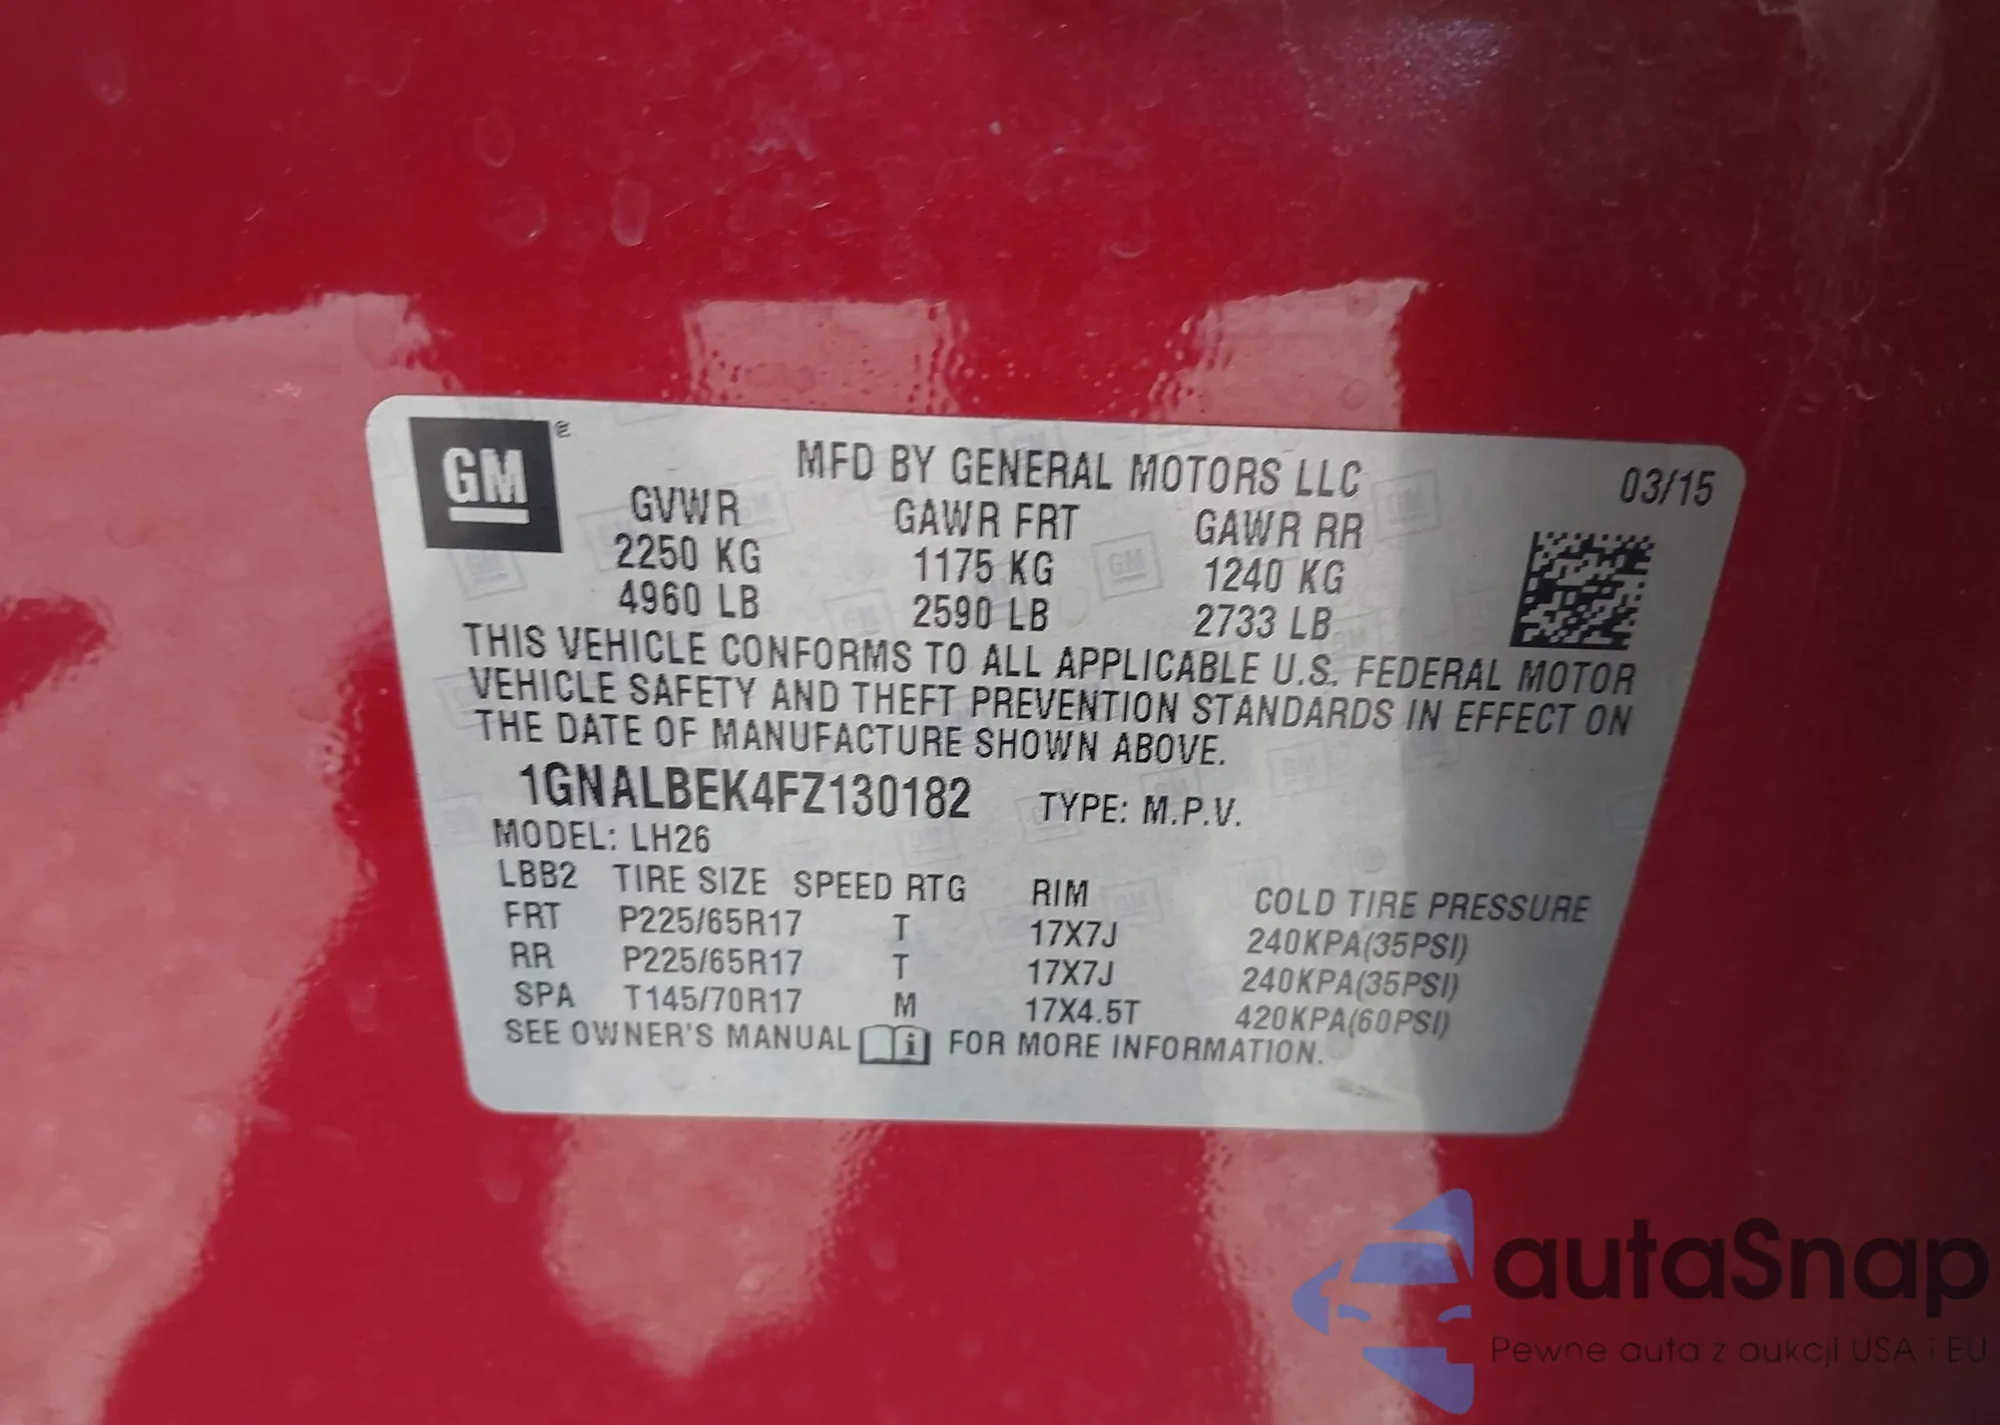 GM®
MFD BY GENERAL MOTORS LLC 03/15
GVWR GAWR FRT GAWR RR
2250 KG 1175 KG 1240 KG
4960 LB 2590 LB 2733 LB
THIS VEHICLE CONFORMS TO ALL APPLICABLE U.S. FEDERAL MOTOR
VEHICLE SAFETY AND THEFT PREVENTION STANDARDS IN EFFECT ON
THE DATE OF MANUFACTURE SHOWN ABOVE.
1GNALBEK4FZ130182 TYPE: M.P.V.
MODEL: LH26
LBB2 TIRE SIZE SPEED RTG RIM COLD TIRE PRESSURE
FRT P225/65R17 T 17X7J 240KPA(35PSI)
RR P225/65R17 T 17X7J 240KPA(35PSI)
SPA T145/70R17 M 17X4.5T 420KPA(60PSI)
SEE OWNER'S MANUAL i FOR MORE INFORMATION.
autaSnap
Pewne auta z aukcji USA i EU